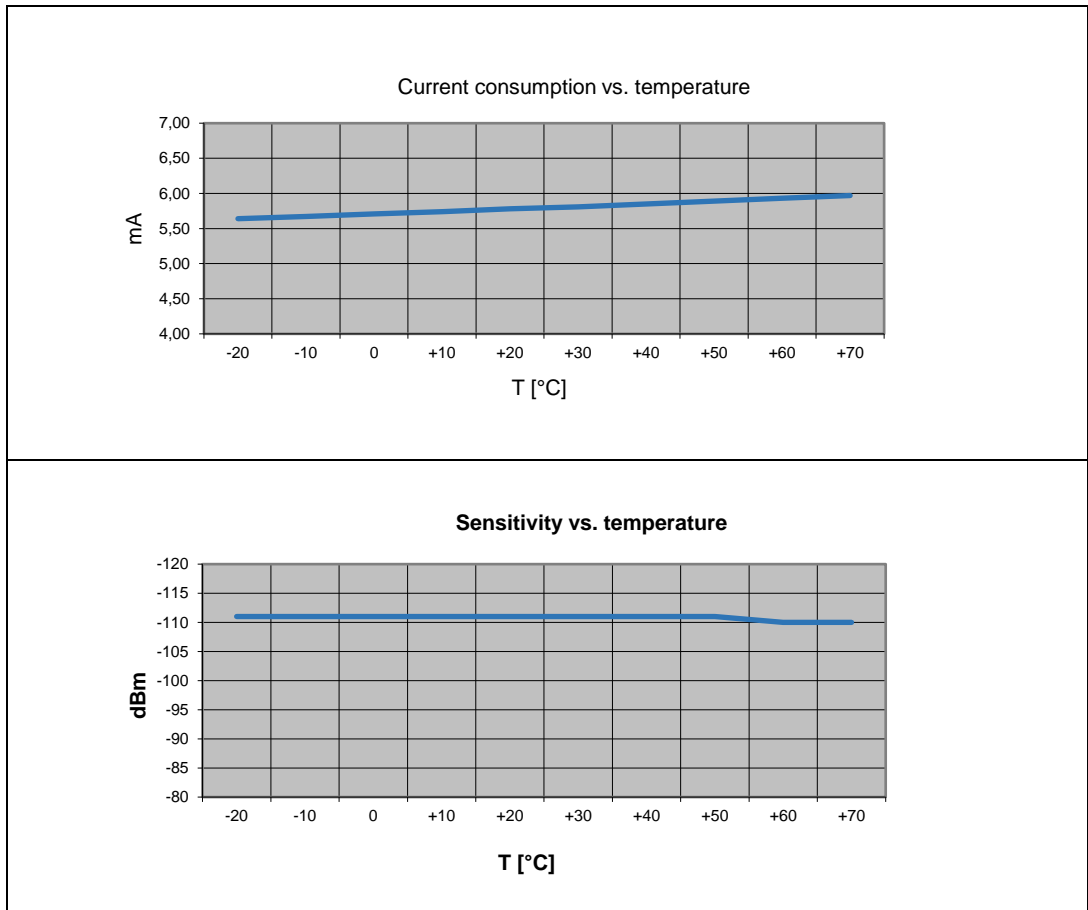 Current consumption vs. temperature
7,00
6,50
6,00
5,50
5,00
4,50
4,00
mA
-20 -10 0 +10 +20 +30 +40 +50 +60 +70
T [°C]
Sensitivity vs. temperature
-120
-115
-110
-105
-100
-95
-90
-85
-80
dBm
-20 -10 0 +10 +20 +30 +40 +50 +60 +70
T [°C]